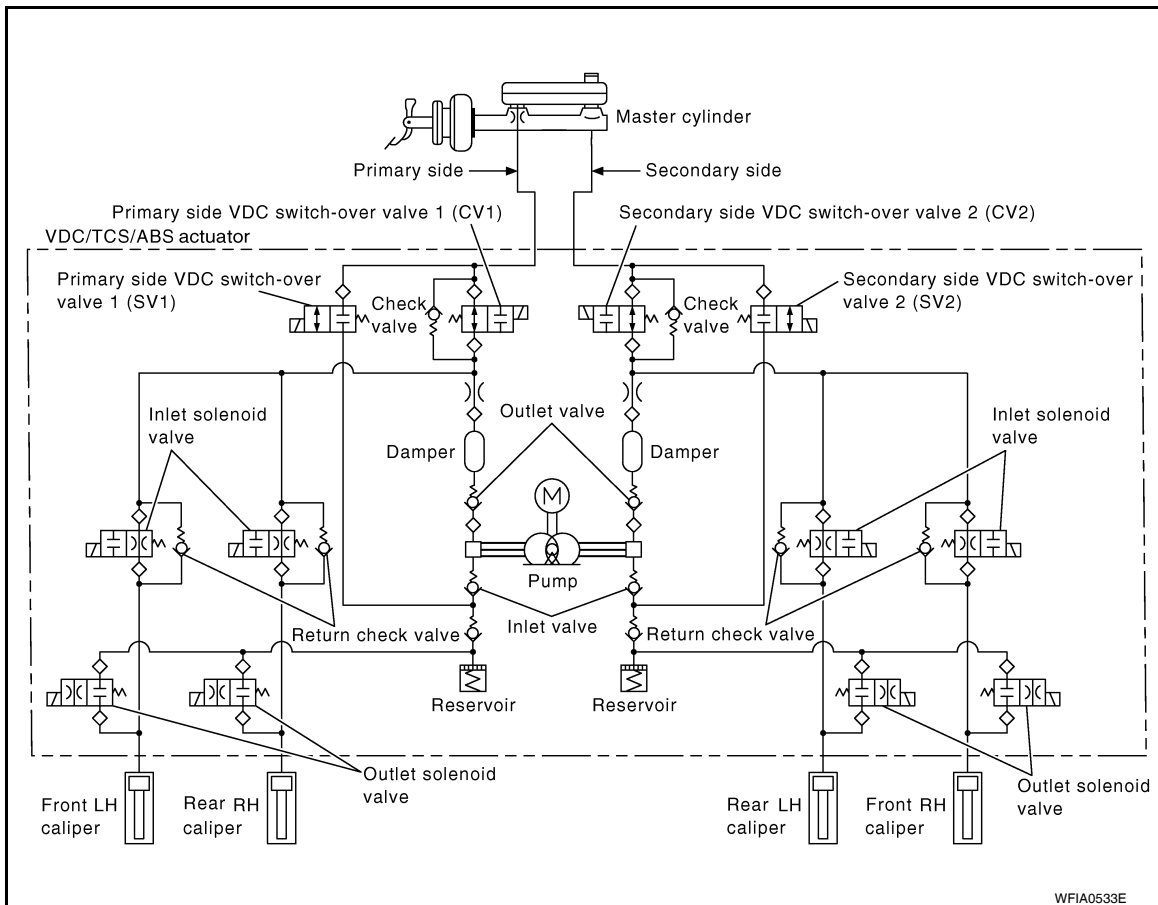 Master cylinder
Primary side
Secondary side
Primary side VDC switch-over valve 1 (CV1)
Secondary side VDC switch-over valve 2 (CV2)
VDC/TCS/ABS actuator
Primary side VDC switch-over
valve 1 (SV1)
Check
valve
Check
valve
Secondary side VDC switch-over
valve 2 (SV2)
Inlet solenoid
valve
Outlet valve
Inlet solenoid
valve
Damper
Damper
M
Pump
Return check valve
Inlet valve
Return check valve
Reservoir
Reservoir
Outlet solenoid
valve
Outlet solenoid
valve
Front LH
caliper
Rear RH
caliper
Rear LH
caliper
Front RH
caliper
WFIA0533E